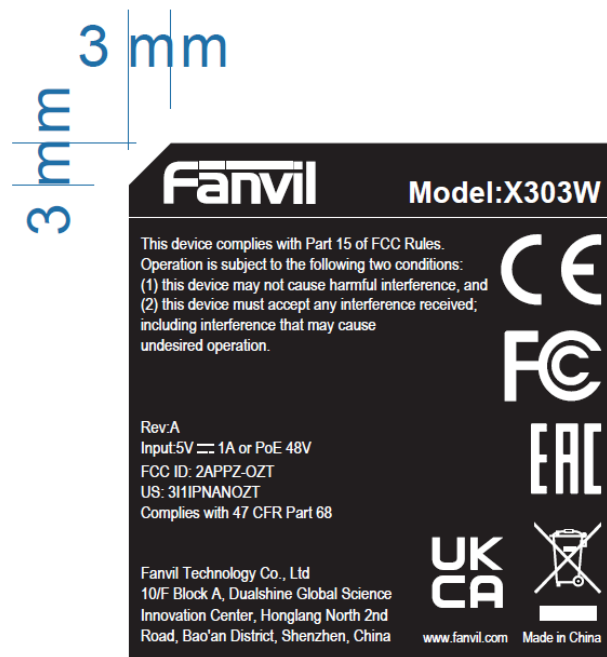 3 mm
3 mm
Fanvil
Model:X303W
This device complies with Part 15 of FCC Rules.
Operation is subject to the following two conditions:
(1) this device may not cause harmful interference, and
(2) this device must accept any interference received;
including interference that may cause
undesired operation.
CE
FC
Rev:A
Input:5V ⎓ 1A or PoE 48V
FCC ID: 2APPZ-OZT
US: 3I1IPNANOZT
Complies with 47 CFR Part 68
EAC
UK
CA
Fanvil Technology Co., Ltd
10/F Block A, Dualshine Global Science
Innovation Center, Honglang North 2nd
Road, Bao'an District, Shenzhen, China
www.fanvil.com Made in China